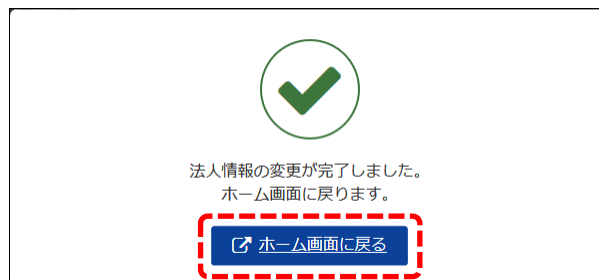 法人情報の変更が完了しました。
ホーム画面に戻ります。
ホーム画面に戻る